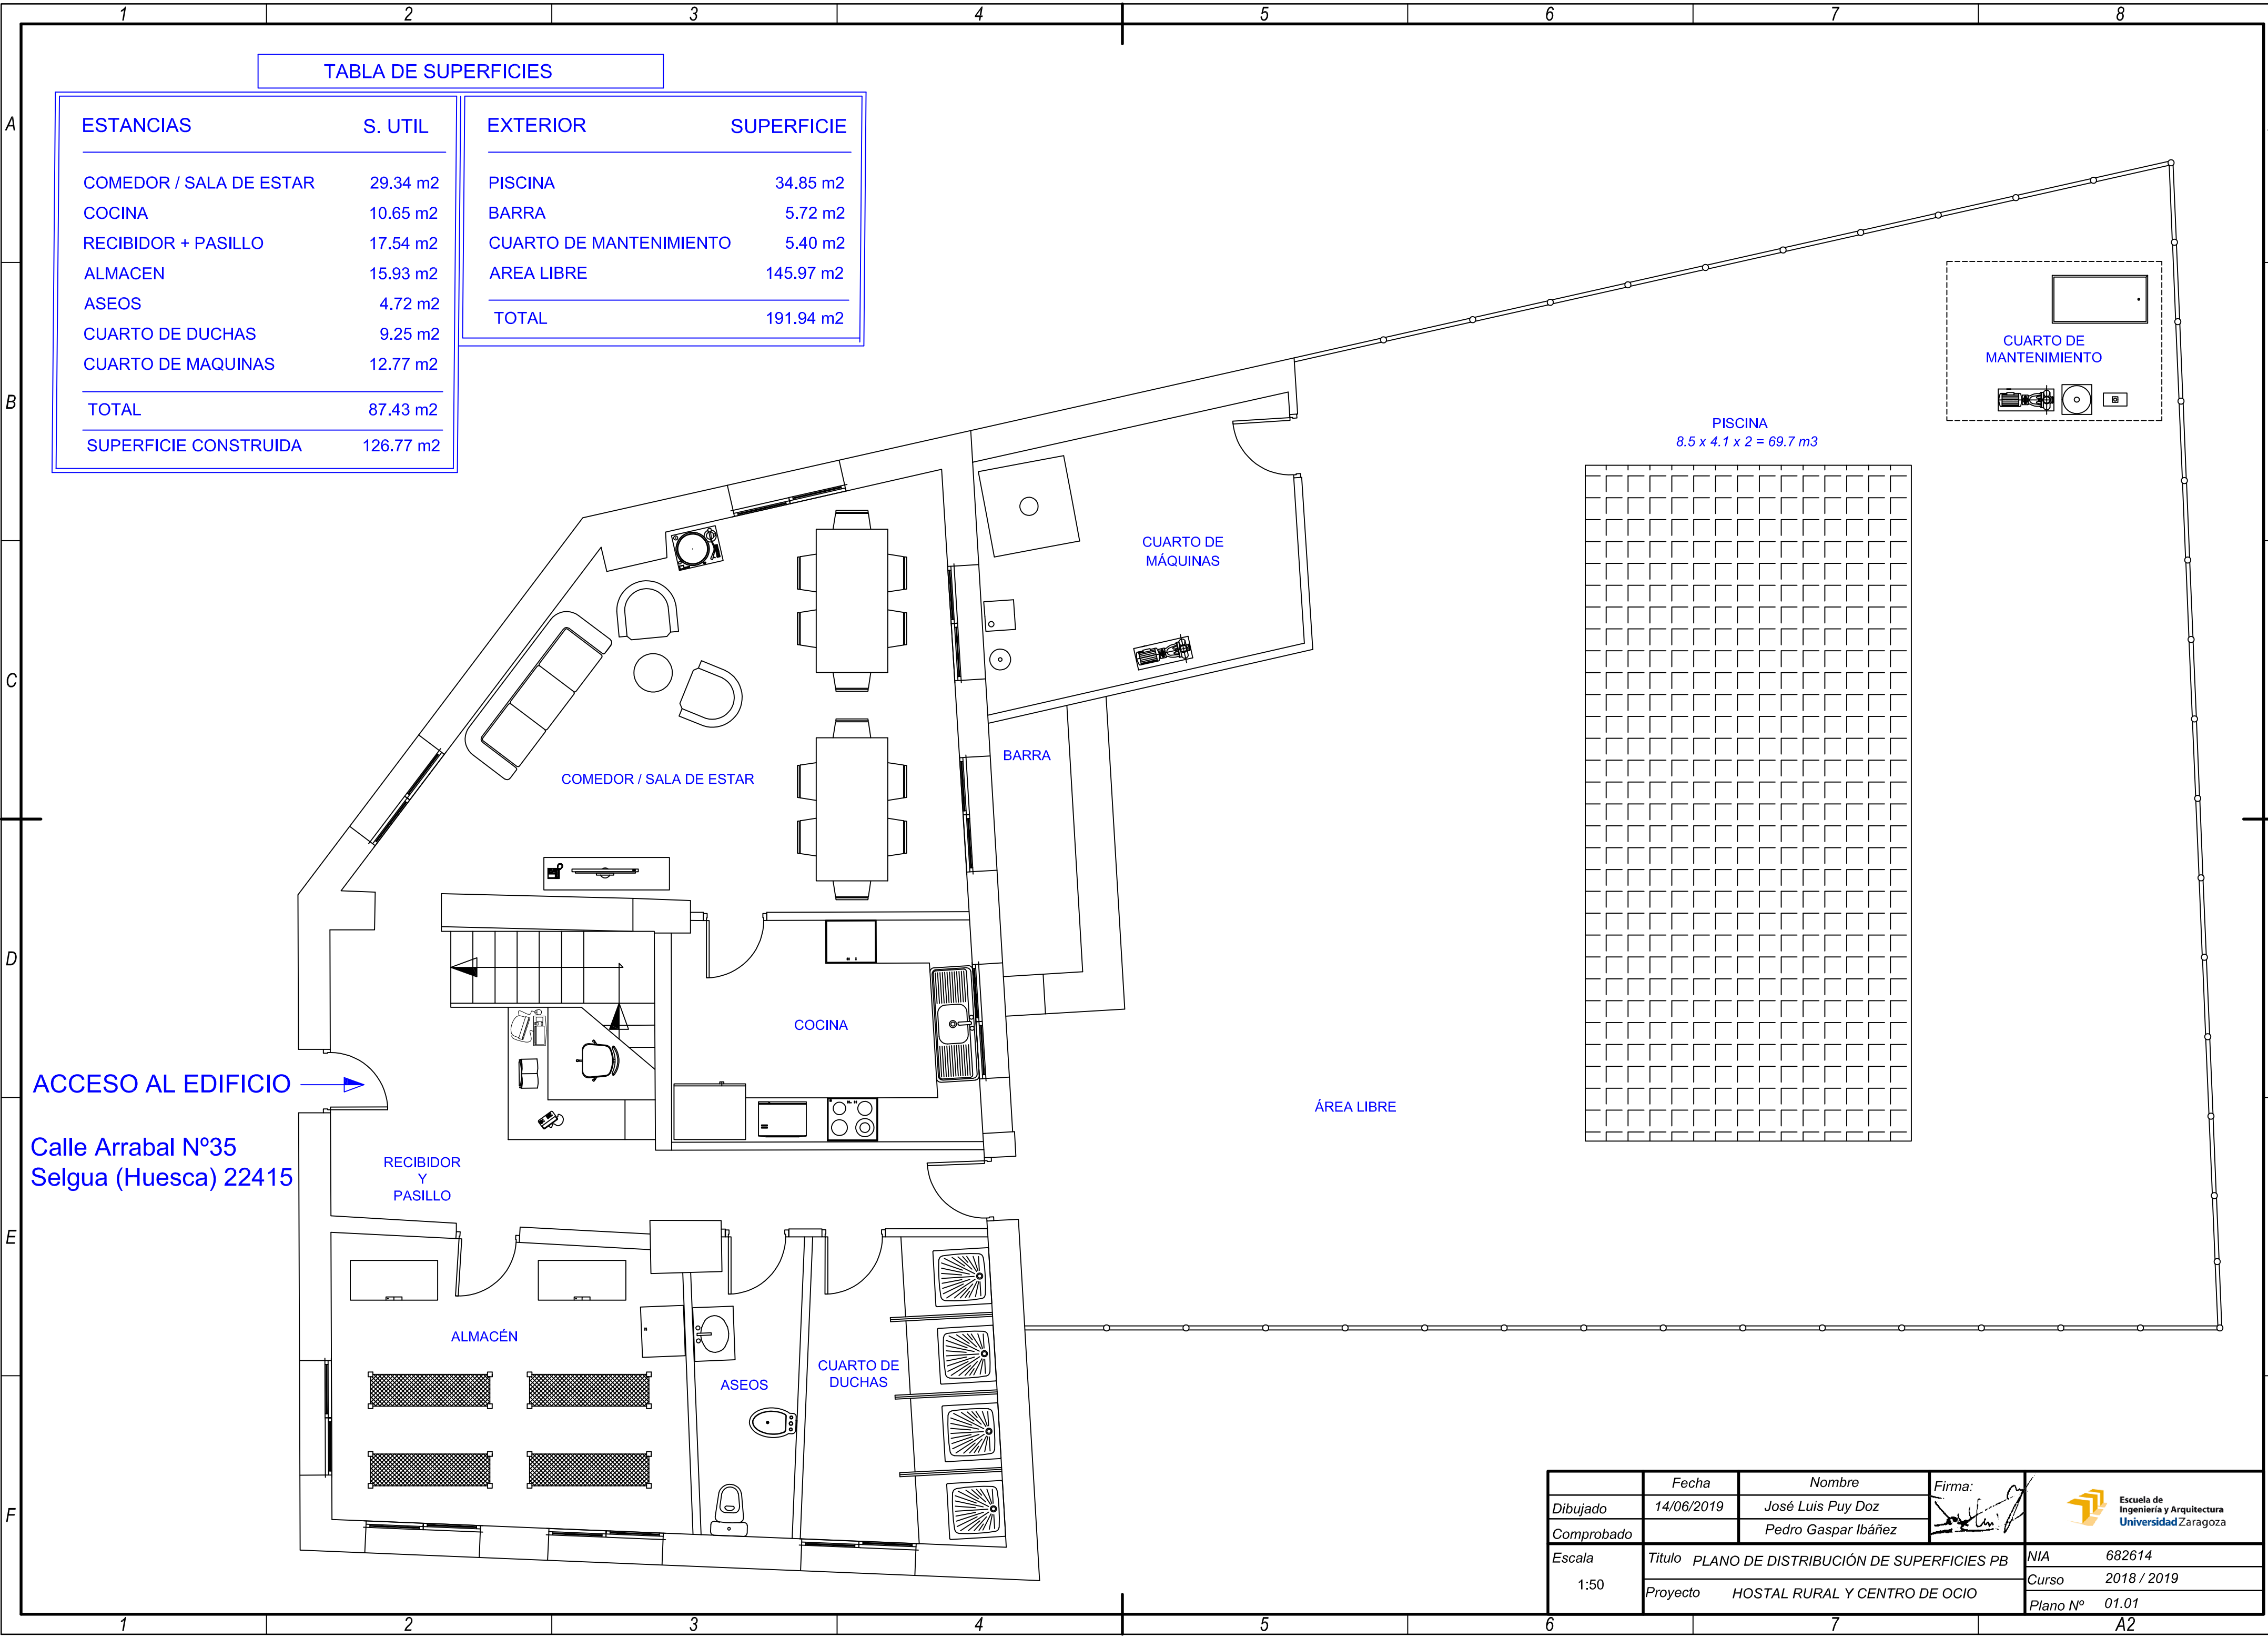 1 2 3 4 5 6 7 8
A
B
C
D
E
F
TABLA DE SUPERFICIES
ESTANCIAS S. UTIL
COMEDOR / SALA DE ESTAR 29.34 m2
COCINA 10.65 m2
RECIBIDOR + PASILLO 17.54 m2
ALMACEN 15.93 m2
ASEOS 4.72 m2
CUARTO DE DUCHAS 9.25 m2
CUARTO DE MAQUINAS 12.77 m2
TOTAL 87.43 m2
SUPERFICIE CONSTRUIDA 126.77 m2
EXTERIOR SUPERFICIE
PISCINA 34.85 m2
BARRA 5.72 m2
CUARTO DE MANTENIMIENTO 5.40 m2
AREA LIBRE 145.97 m2
TOTAL 191.94 m2
CUARTO DE
MANTENIMIENTO
PISCINA
8.5 x 4.1 x 2 = 69.7 m3
CUARTO DE
MÁQUINAS
BARRA
COMEDOR / SALA DE ESTAR
COCINA
ÁREA LIBRE
ACCESO AL EDIFICIO
Calle Arrabal Nº35
Selgua (Huesca) 22415
RECIBIDOR
Y
PASILLO
ALMACÉN
ASEOS
CUARTO DE
DUCHAS
Fecha Nombre Firma:
Dibujado 14/06/2019 José Luis Puy Doz
Comprobado Pedro Gaspar Ibáñez
Escuela de
Ingeniería y Arquitectura
Universidad Zaragoza
Escala
1:50
Titulo PLANO DE DISTRIBUCIÓN DE SUPERFICIES PB
Proyecto HOSTAL RURAL Y CENTRO DE OCIO
NIA 682614
Curso 2018 / 2019
Plano Nº 01.01
1 2 3 4 5 6 7 A2